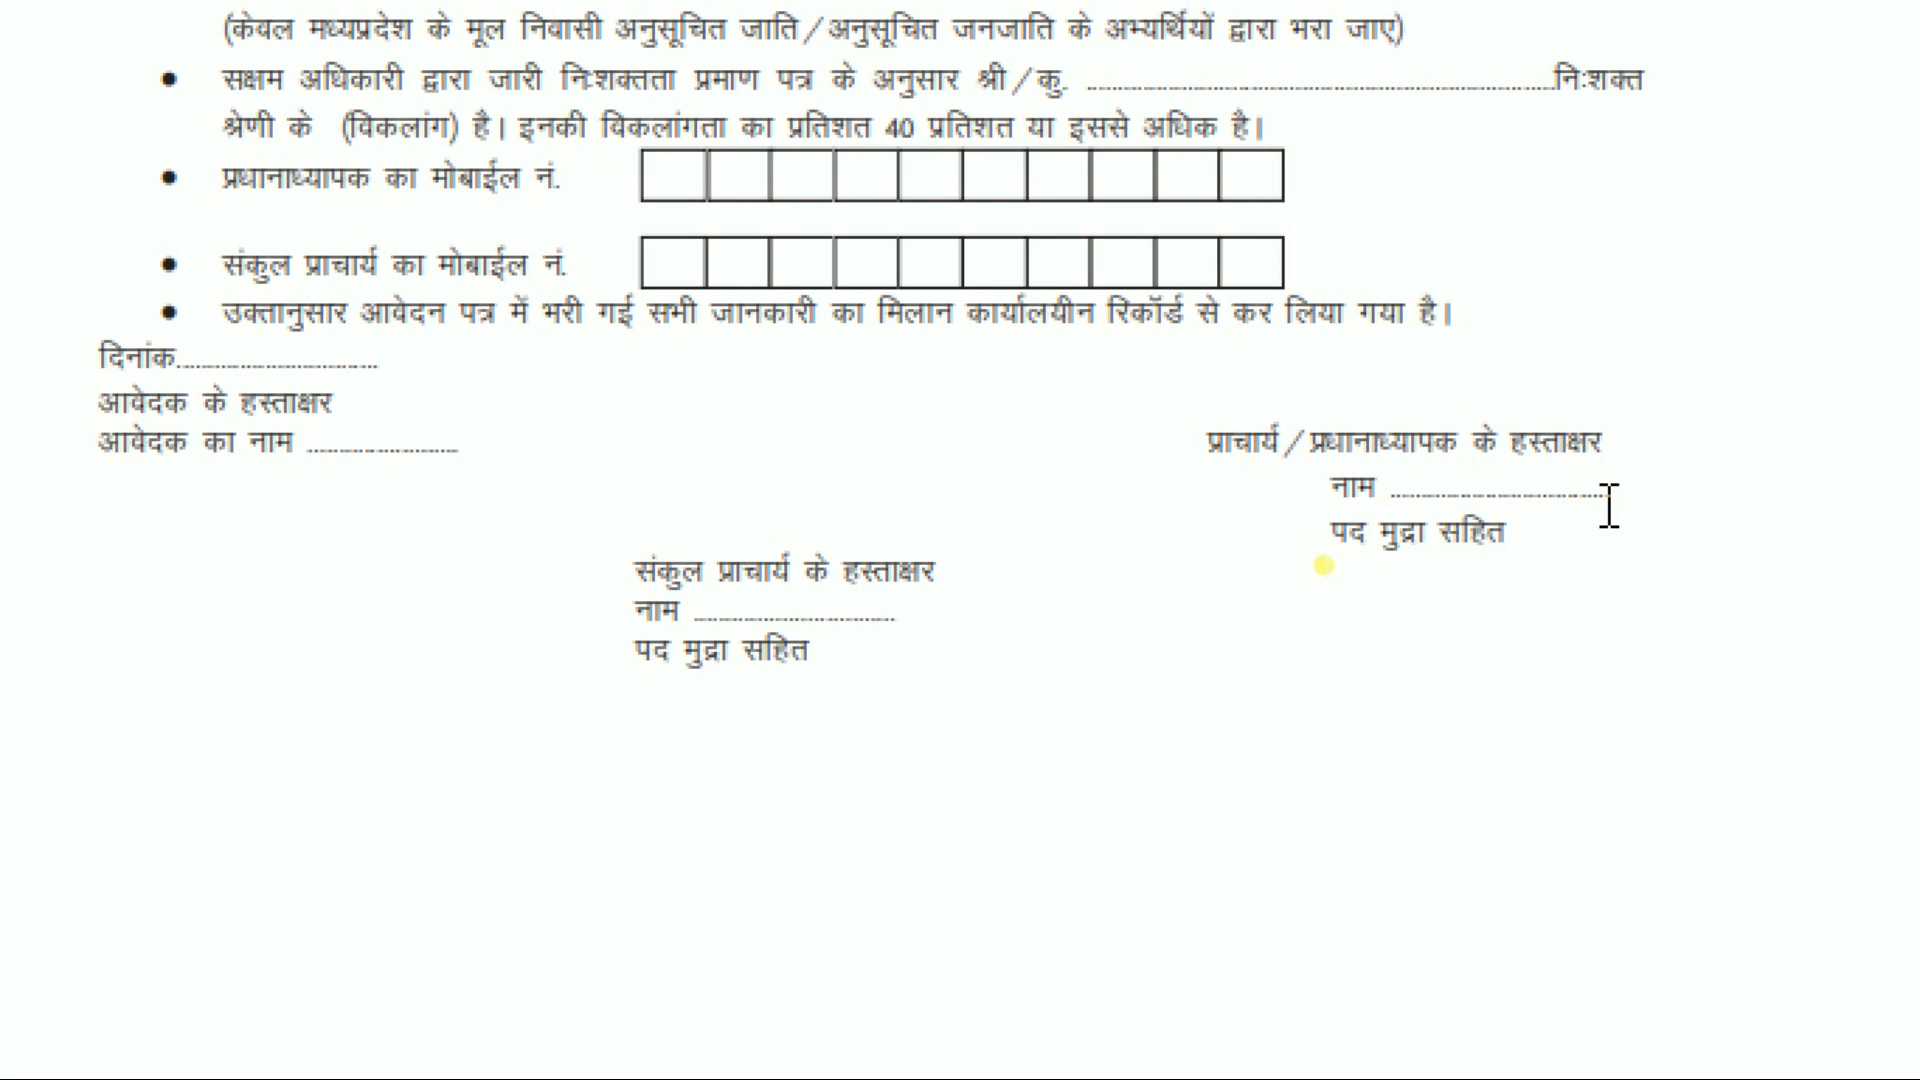 (केवल मध्यप्रदेश के मूल निवासी अनुसूचित जाति/अनुसूचित जनजाति के अभ्यर्थियों द्वारा भरा जाए)
• सक्षम अधिकारी द्वारा जारी निःशक्तता प्रमाण पत्र के अनुसार श्री/कु. ........................................निःशक्त
श्रेणी के (विकलांग) है। इनकी विकलांगता का प्रतिशत 40 प्रतिशत या इससे अधिक है।
• प्रधानाध्यापक का मोबाईल नं.
• संकुल प्राचार्य का मोबाईल नं.
• उक्तानुसार आवेदन पत्र में भरी गई सभी जानकारी का मिलान कार्यालयीन रिकॉर्ड से कर लिया गया है।
दिनांक..............................
आवेदक के हस्ताक्षर
आवेदक का नाम ......................
प्राचार्य/प्रधानाध्यापक के हस्ताक्षर
नाम ................................
पद मुद्रा सहित
संकुल प्राचार्य के हस्ताक्षर
नाम ..............................
पद मुद्रा सहित